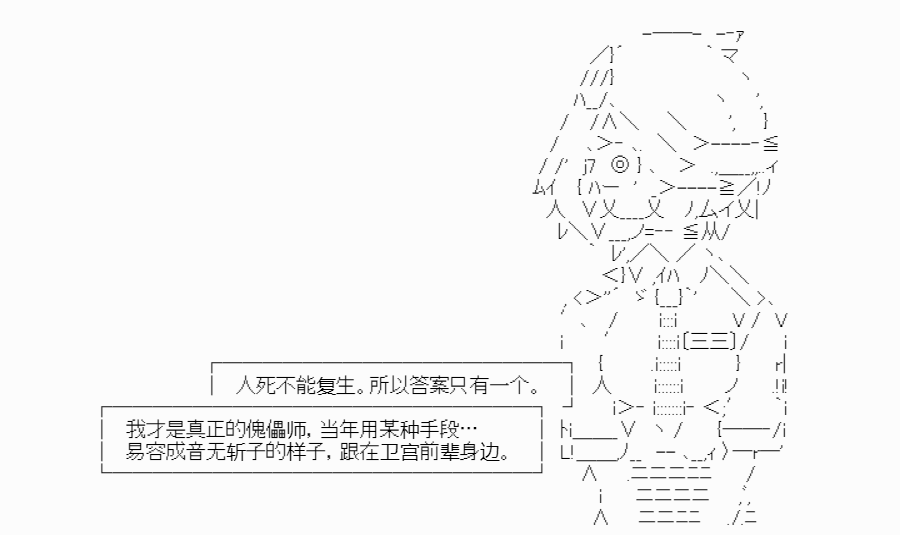 人死不能复生。所以答案只有一个。
我才是真正的傀儡师，当年用某种手段…
易容成音无斩子的样子，跟在卫宫前辈身边。